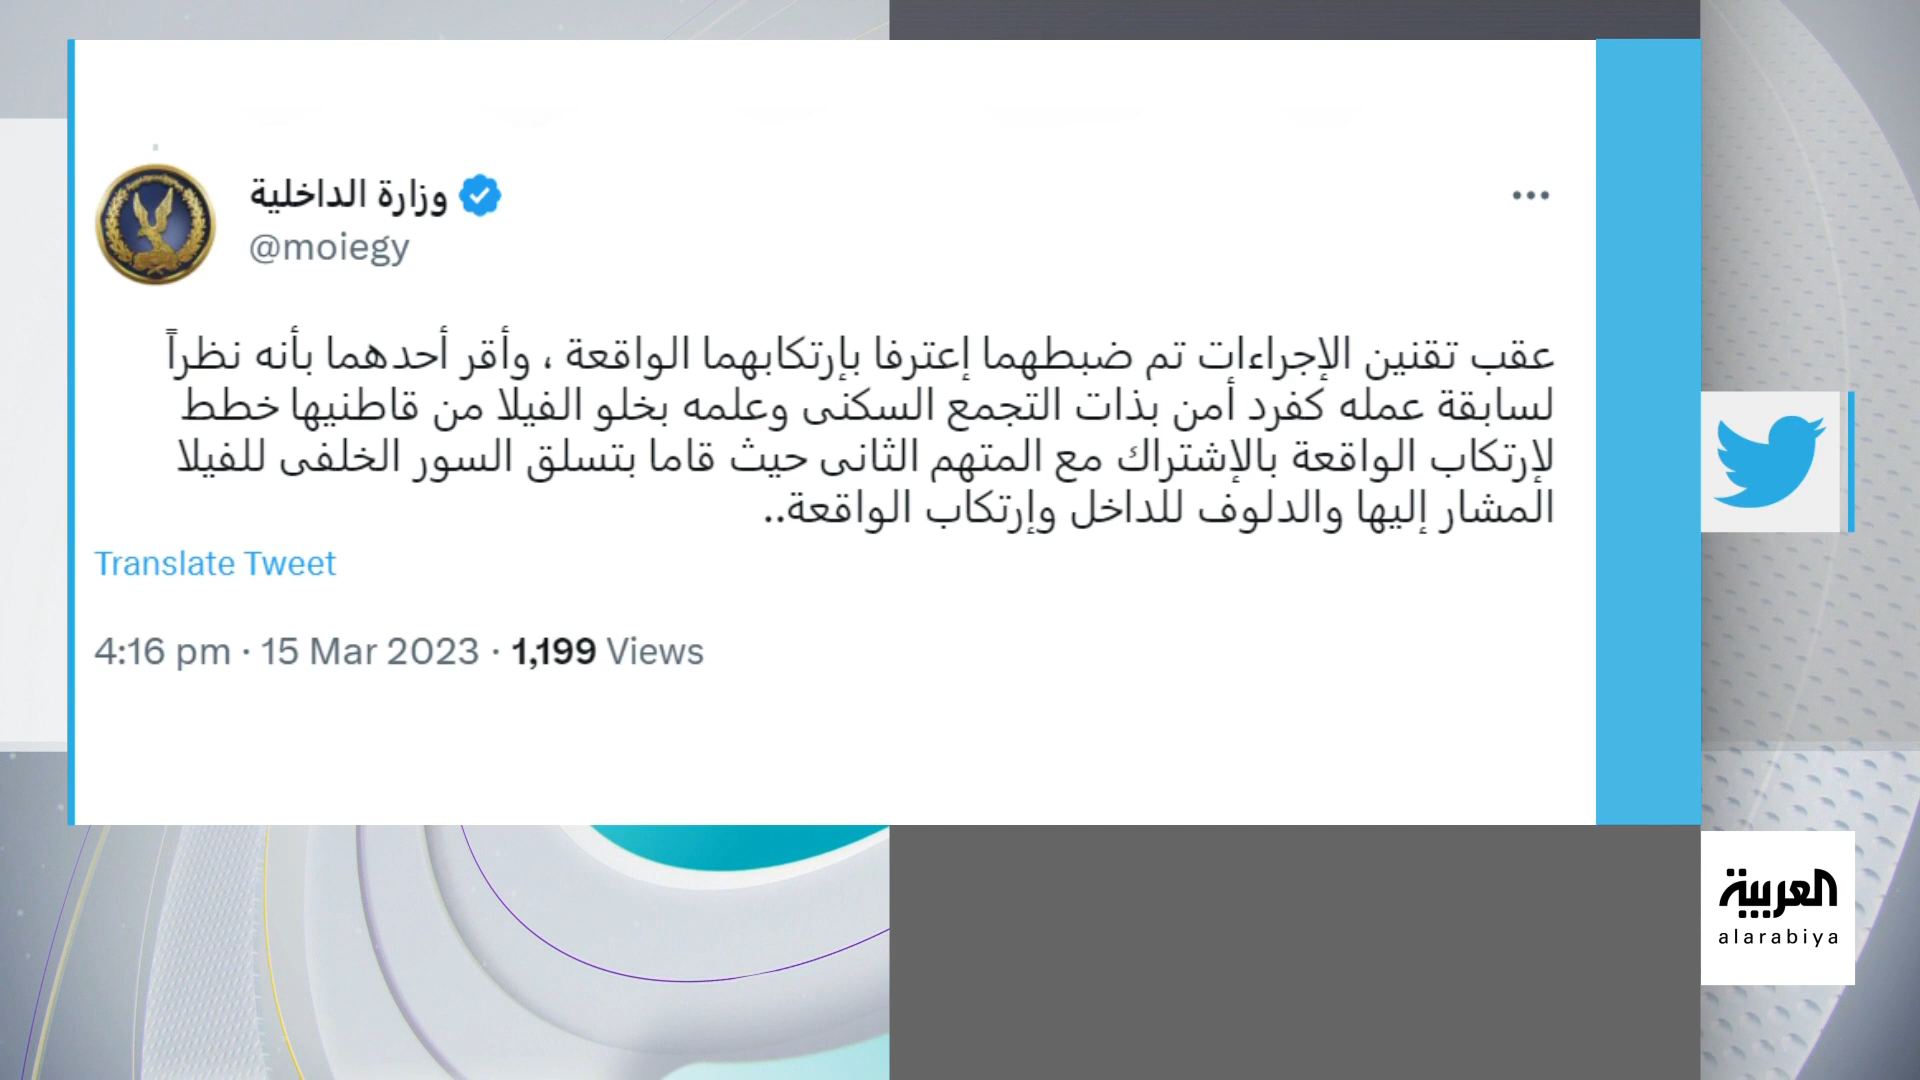 وزارة الداخلية
@moiegy
عقب تقنين الإجراءات تم ضبطهما إعترفا بإرتكابهما الواقعة ، وأقر أحدهما بأنه نظراً
لسابقة عمله كفرد أمن بذات التجمع السكنى وعلمه بخلو الفيلا من قاطنيها خطط
لإرتكاب الواقعة بالإشتراك مع المتهم الثانى حيث قاما بتسلق السور الخلفى للفيلا
المشار إليها والدلوف للداخل وإرتكاب الواقعة..
Translate Tweet
4:16 pm · 15 Mar 2023 · 1,199 Views
العربية
alarabiya